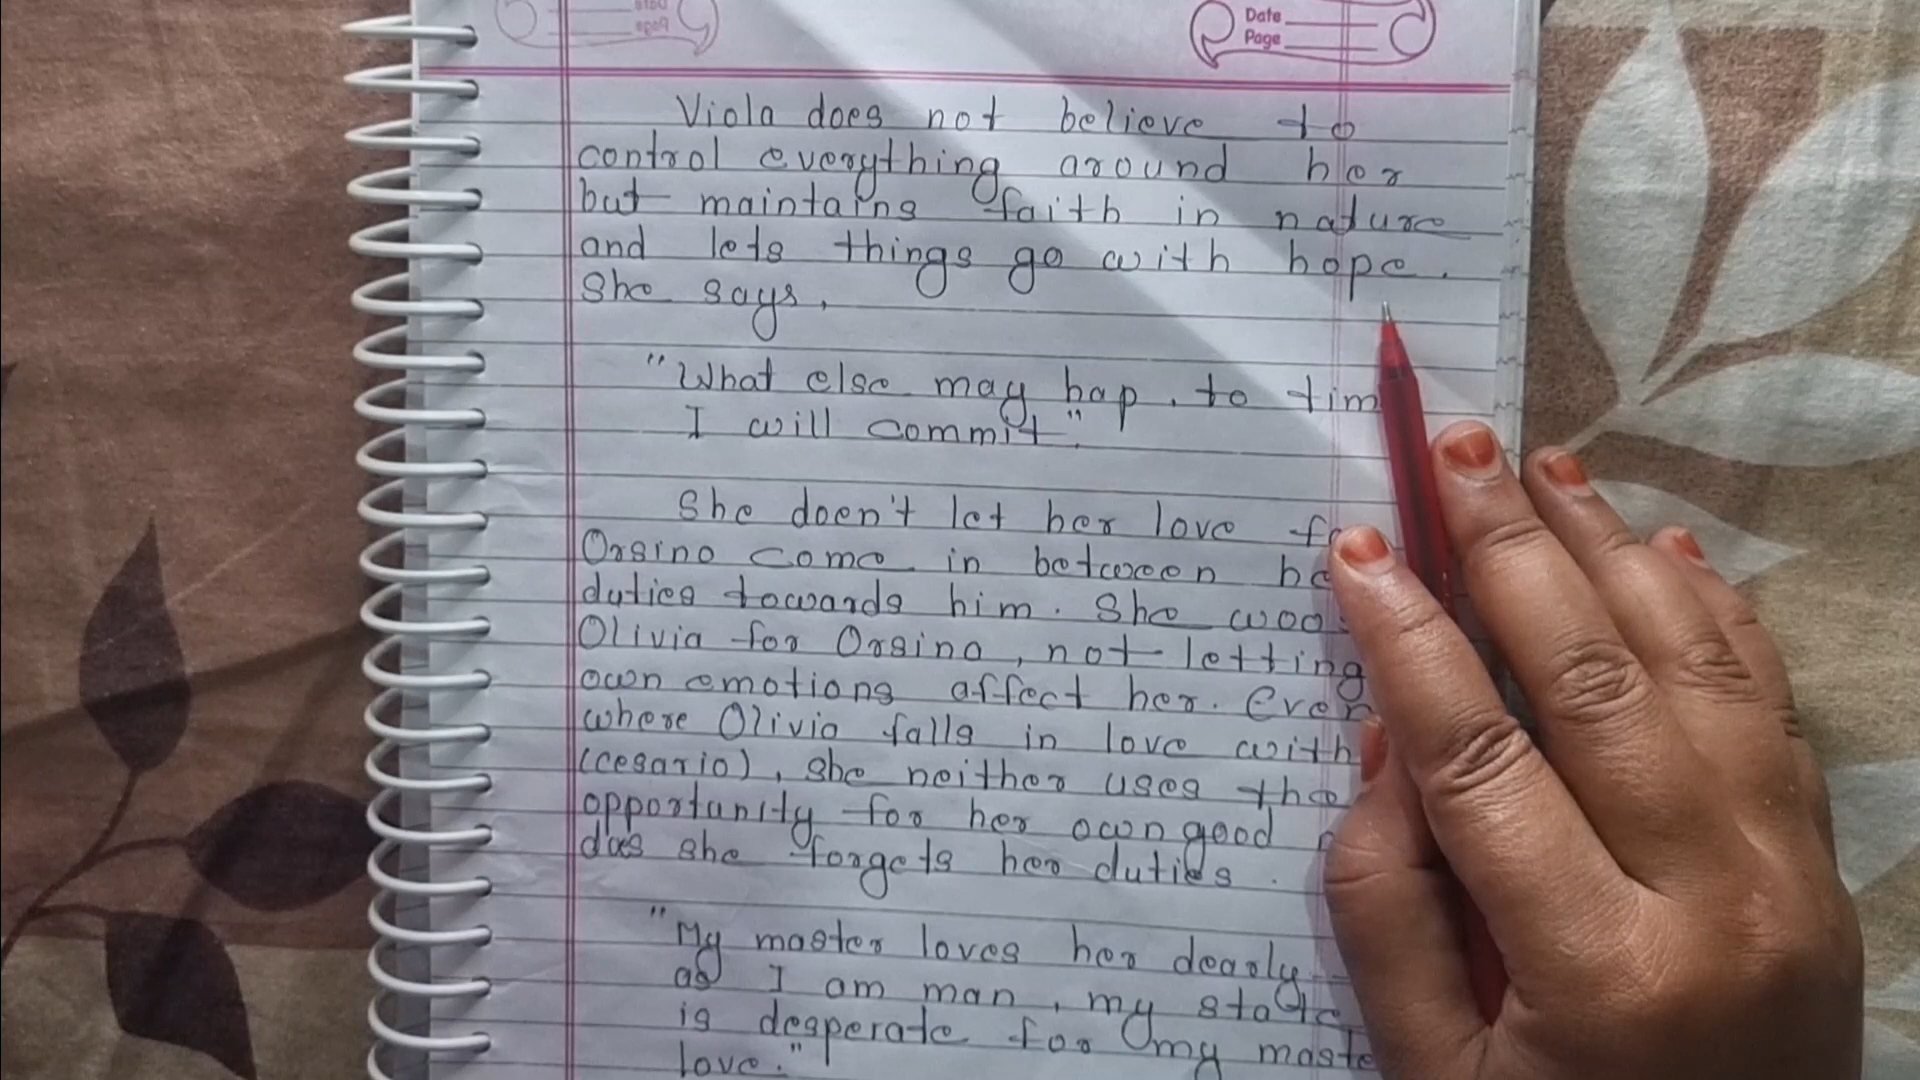 Date
Page
Viola does not believe to
control everything around her
but maintains faith in nature
and lets things go with hope.
She says,
"What else may hap, to tim
I will commit".
She doen't let her love
Orsino come in between
duties towards him. She
Olivia for Orsino, not letting
own emotions affect her. Even
where Olivia falls in love with
(cesario), she neither uses the
opportunity for her own good
does she forgets her duties.
"My master loves her dearly
as I am man, my state
is desperate for my
love."